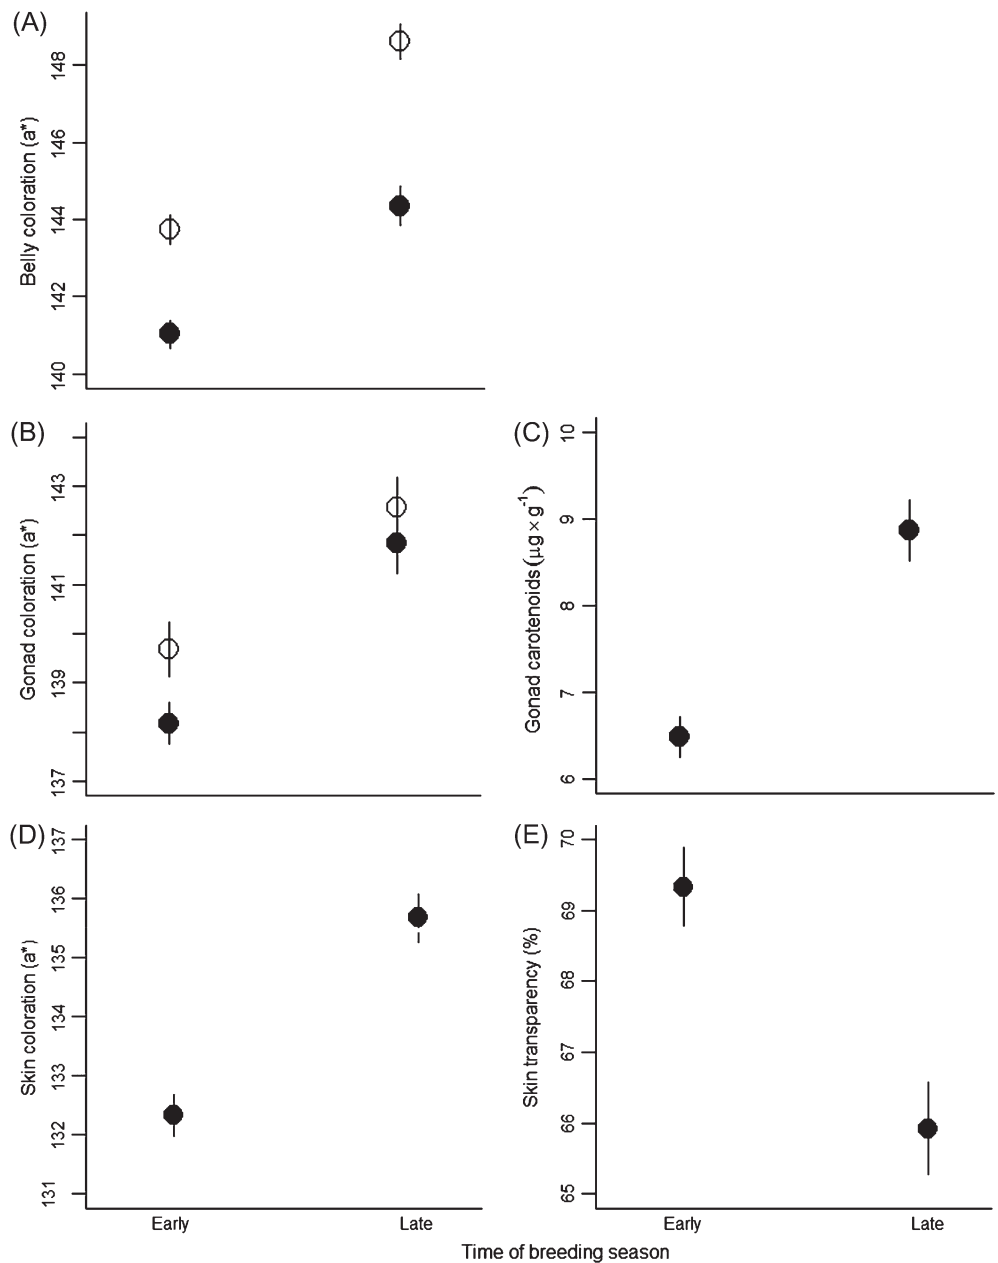 (A)
Belly coloration (a*)
148
146
144
142
140
(B)
Gonad coloration (a*)
143
141
139
137
(C)
Gonad carotenoids (µg × g⁻¹)
10
9
8
7
6
(D)
Skin coloration (a*)
137
136
135
134
133
132
131
Early Late
(E)
Skin transparency (%)
70
69
68
67
66
65
Early Late
Time of breeding season